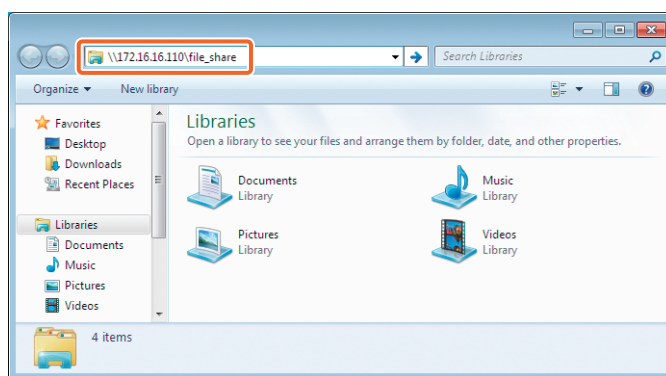 \\172.16.16.110\file_share
Search Libraries
Organize
New library
Favorites
Desktop
Downloads
Recent Places
Libraries
Documents
Music
Pictures
Videos
Libraries
Open a library to see your files and arrange them by folder, date, and other properties.
Documents
Library
Music
Library
Pictures
Library
Videos
Library
4 items